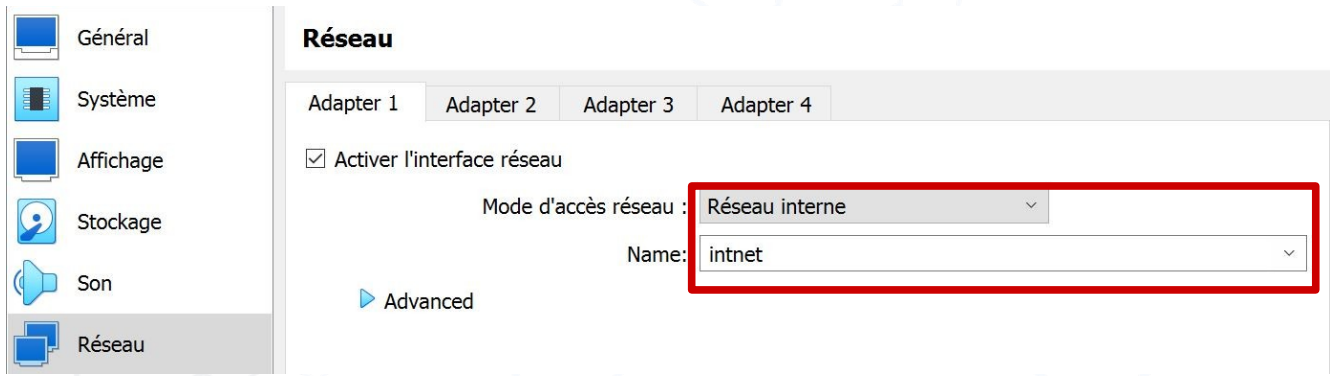 Général
Système
Affichage
Stockage
Son
Réseau
Réseau
Adapter 1 Adapter 2 Adapter 3 Adapter 4
Activer l'interface réseau
Mode d'accès réseau : Réseau interne
Name: intnet
Advanced